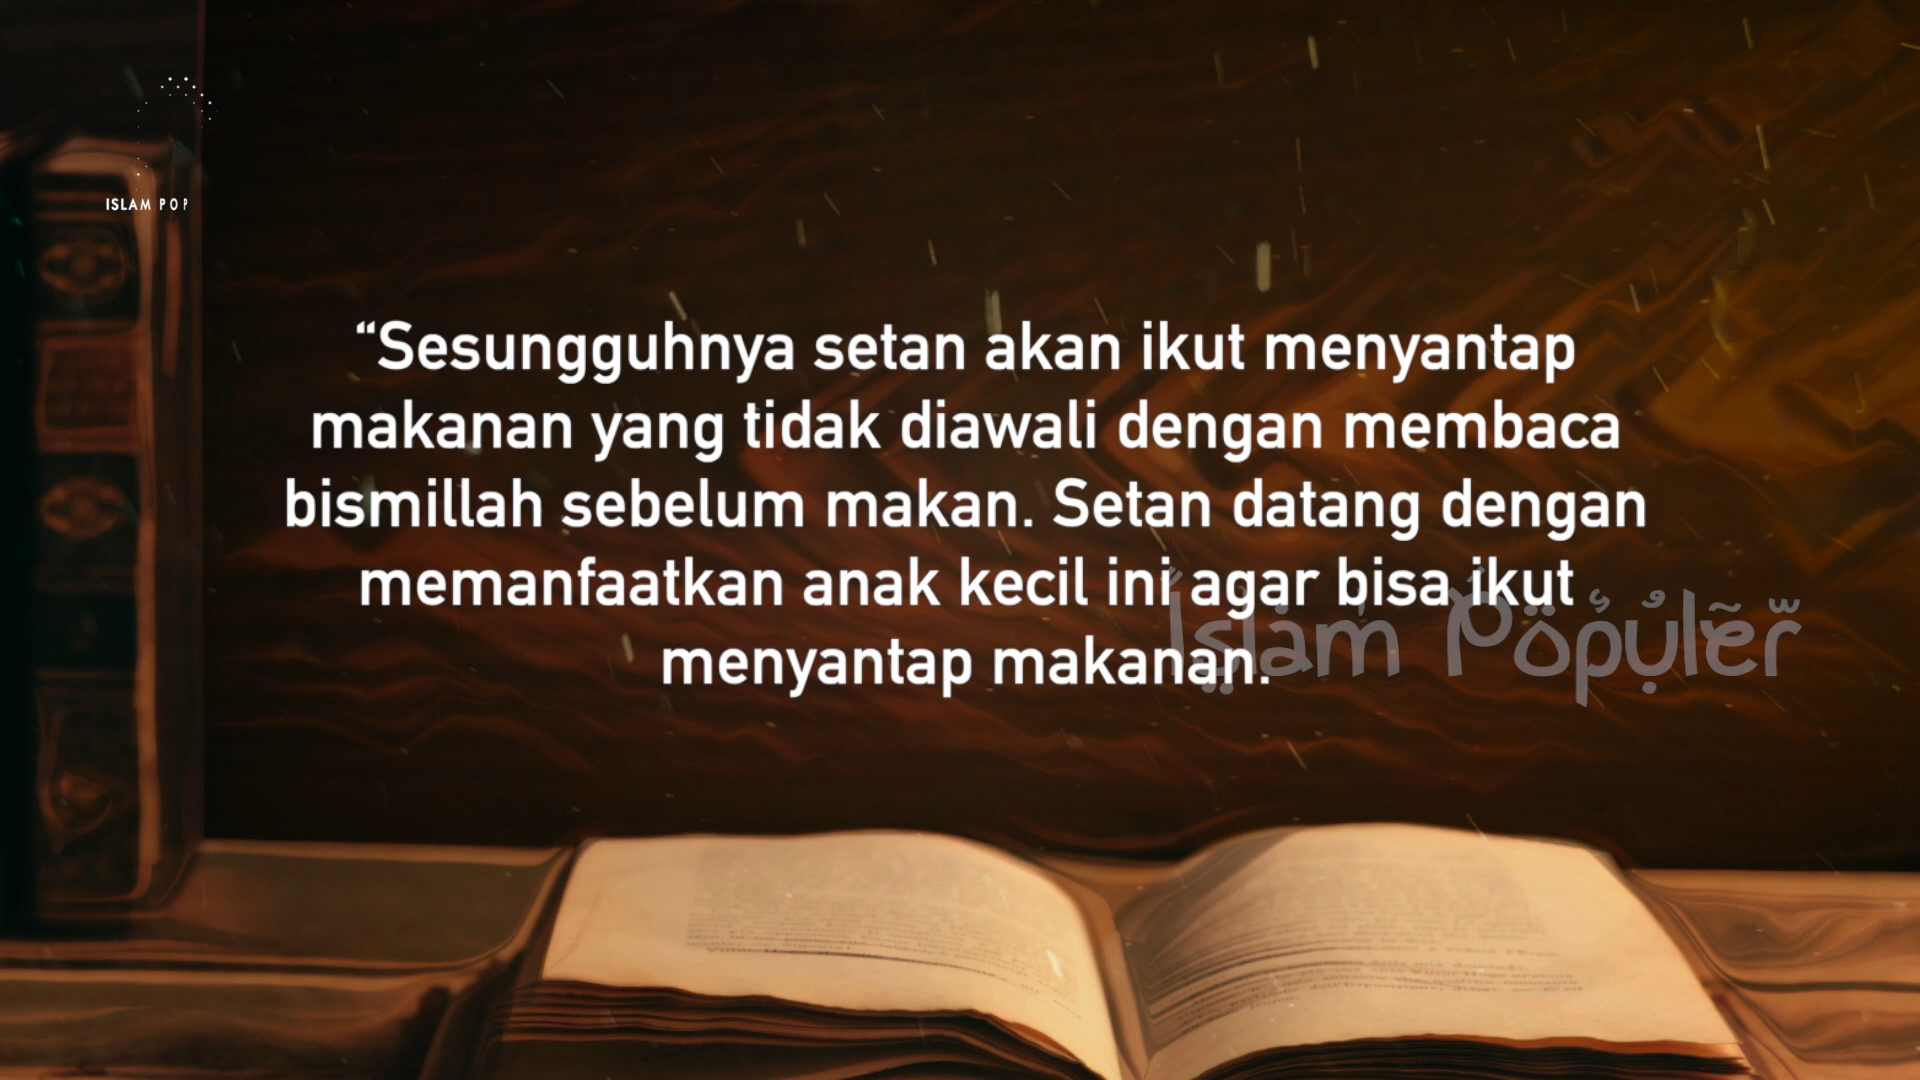 ISLAM POP
“Sesungguhnya setan akan ikut menyantap
makanan yang tidak diawali dengan membaca
bismillah sebelum makan. Setan datang dengan
memanfaatkan anak kecil ini agar bisa ikut
menyantap makanan.
Islam Populer